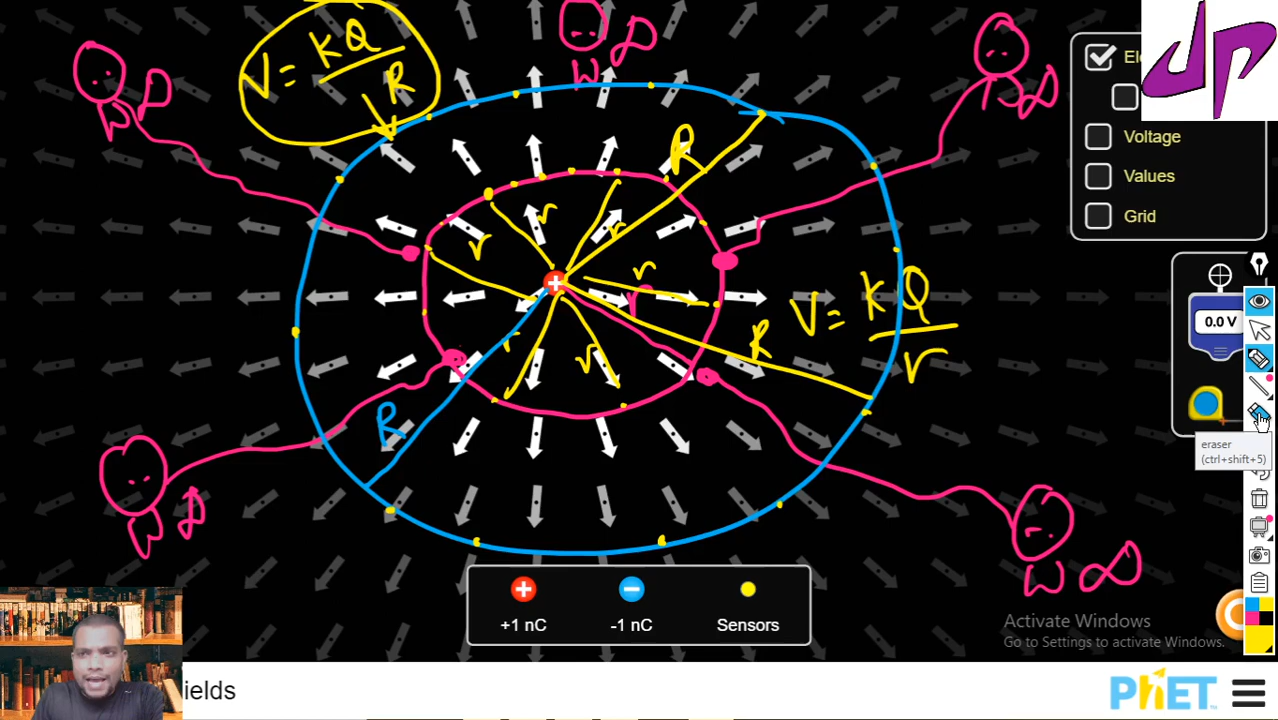 V = kQ
R
∞
W
∞
W
∞
W
R
r
r
r
r
r
r
r
R
V = kQ
r
R
∞
W
∞
W
dp
Voltage
Values
Grid
0.0 V
eraser
(ctrl+shift+5)
+1 nC
-1 nC
Sensors
Activate Windows
Go to Settings to activate Windows.
ields
PhET